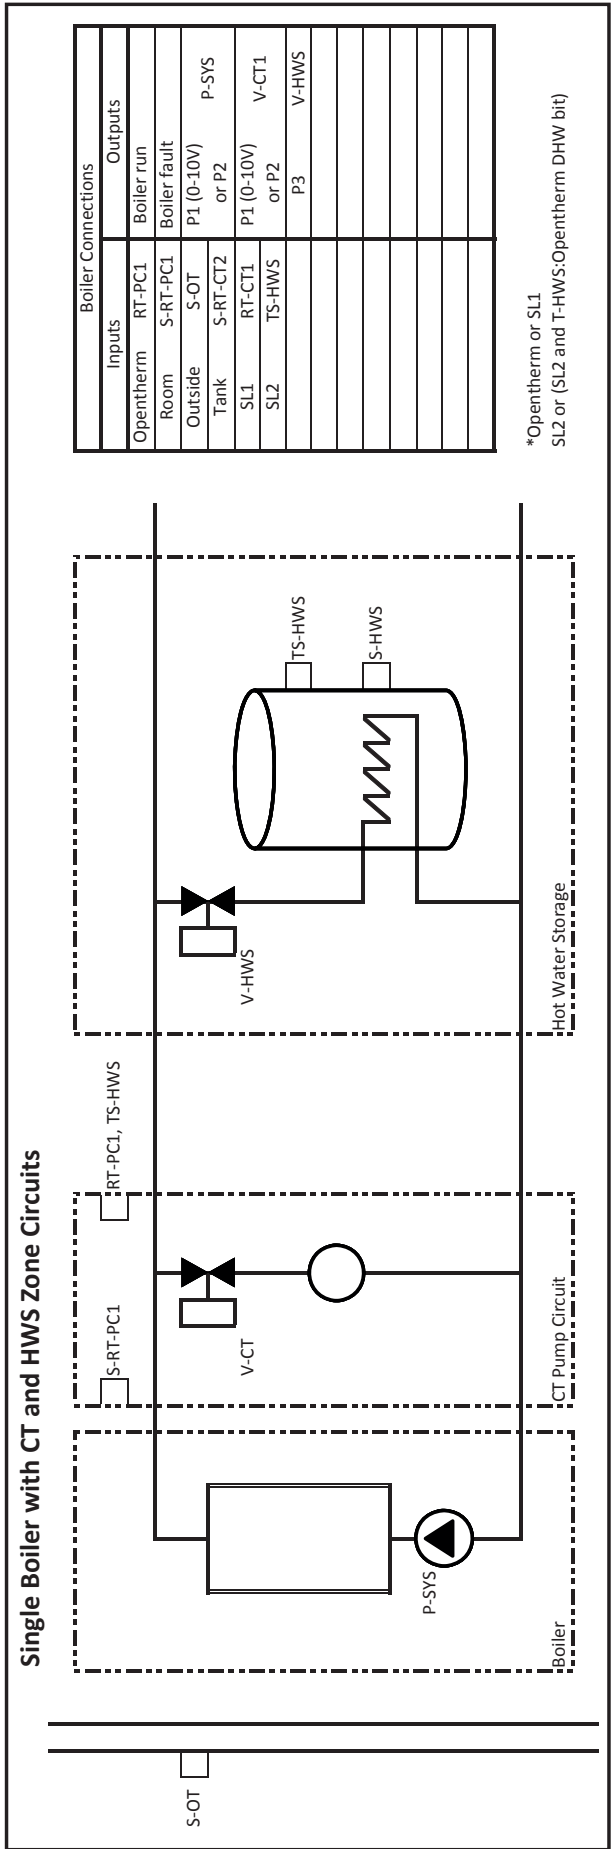 Single Boiler with CT and HWS Zone Circuits
S-OT
Boiler
P-SYS
S-RT-PC1
RT-PC1, TS-HWS
V-CT
CT Pump Circuit
V-HWS
TS-HWS
S-HWS
Hot Water Storage
Boiler Connections
Inputs Outputs
Opentherm RT-PC1 Boiler run
Room S-RT-PC1 Boiler fault
Outside S-OT P1 (0-10V)
P-SYS
Tank S-RT-CT2 or P2
SL1 RT-CT1 P1 (0-10V)
V-CT1
SL2 TS-HWS or P2
P3 V-HWS
*Opentherm or SL1
SL2 or (SL2 and T-HWS:Opentherm DHW bit)